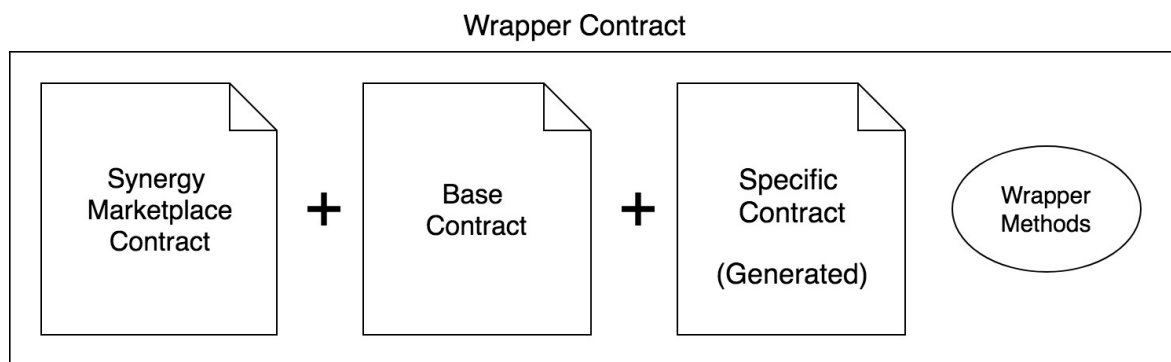 Wrapper Contract
Synergy
Marketplace
Contract
+
Base
Contract
+
Specific
Contract
(Generated)
Wrapper
Methods